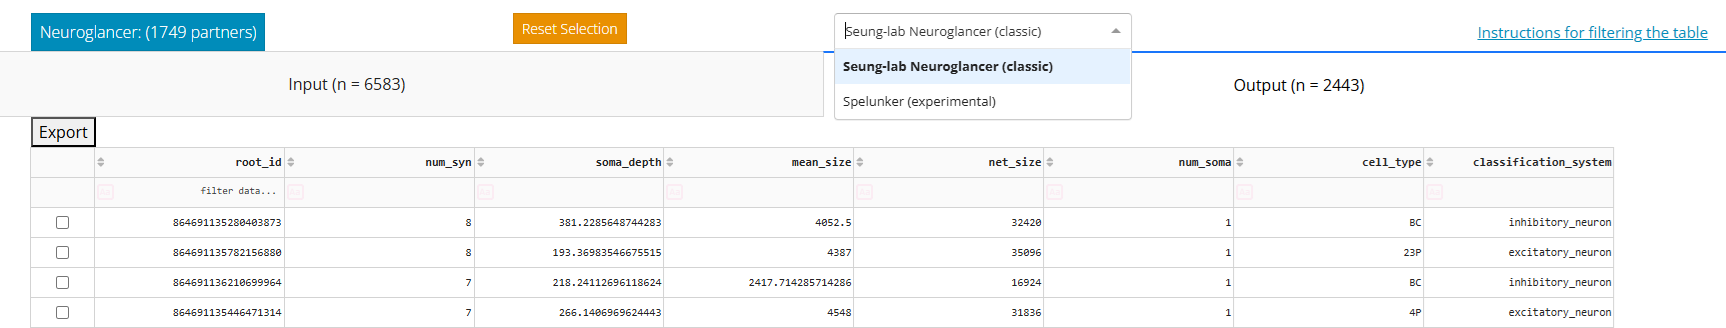 Neuroglancer: (1749 partners)
Reset Selection
Seung-lab Neuroglancer (classic)
Instructions for filtering the table
Seung-lab Neuroglancer (classic)
Spelunker (experimental)
Input (n = 6583)
Output (n = 2443)
Export
root_id num_syn soma_depth mean_size net_size num_soma cell_type classification_system
filter data...
864691135280403873 8 381.2285648744283 4052.5 32420 1 BC inhibitory_neuron
864691135782156880 8 193.36983546675515 4387 35096 1 23P excitatory_neuron
864691136210699964 7 218.24112696118624 2417.714285714286 16924 1 BC inhibitory_neuron
864691135446471314 7 266.1406969624443 4548 31836 1 4P excitatory_neuron